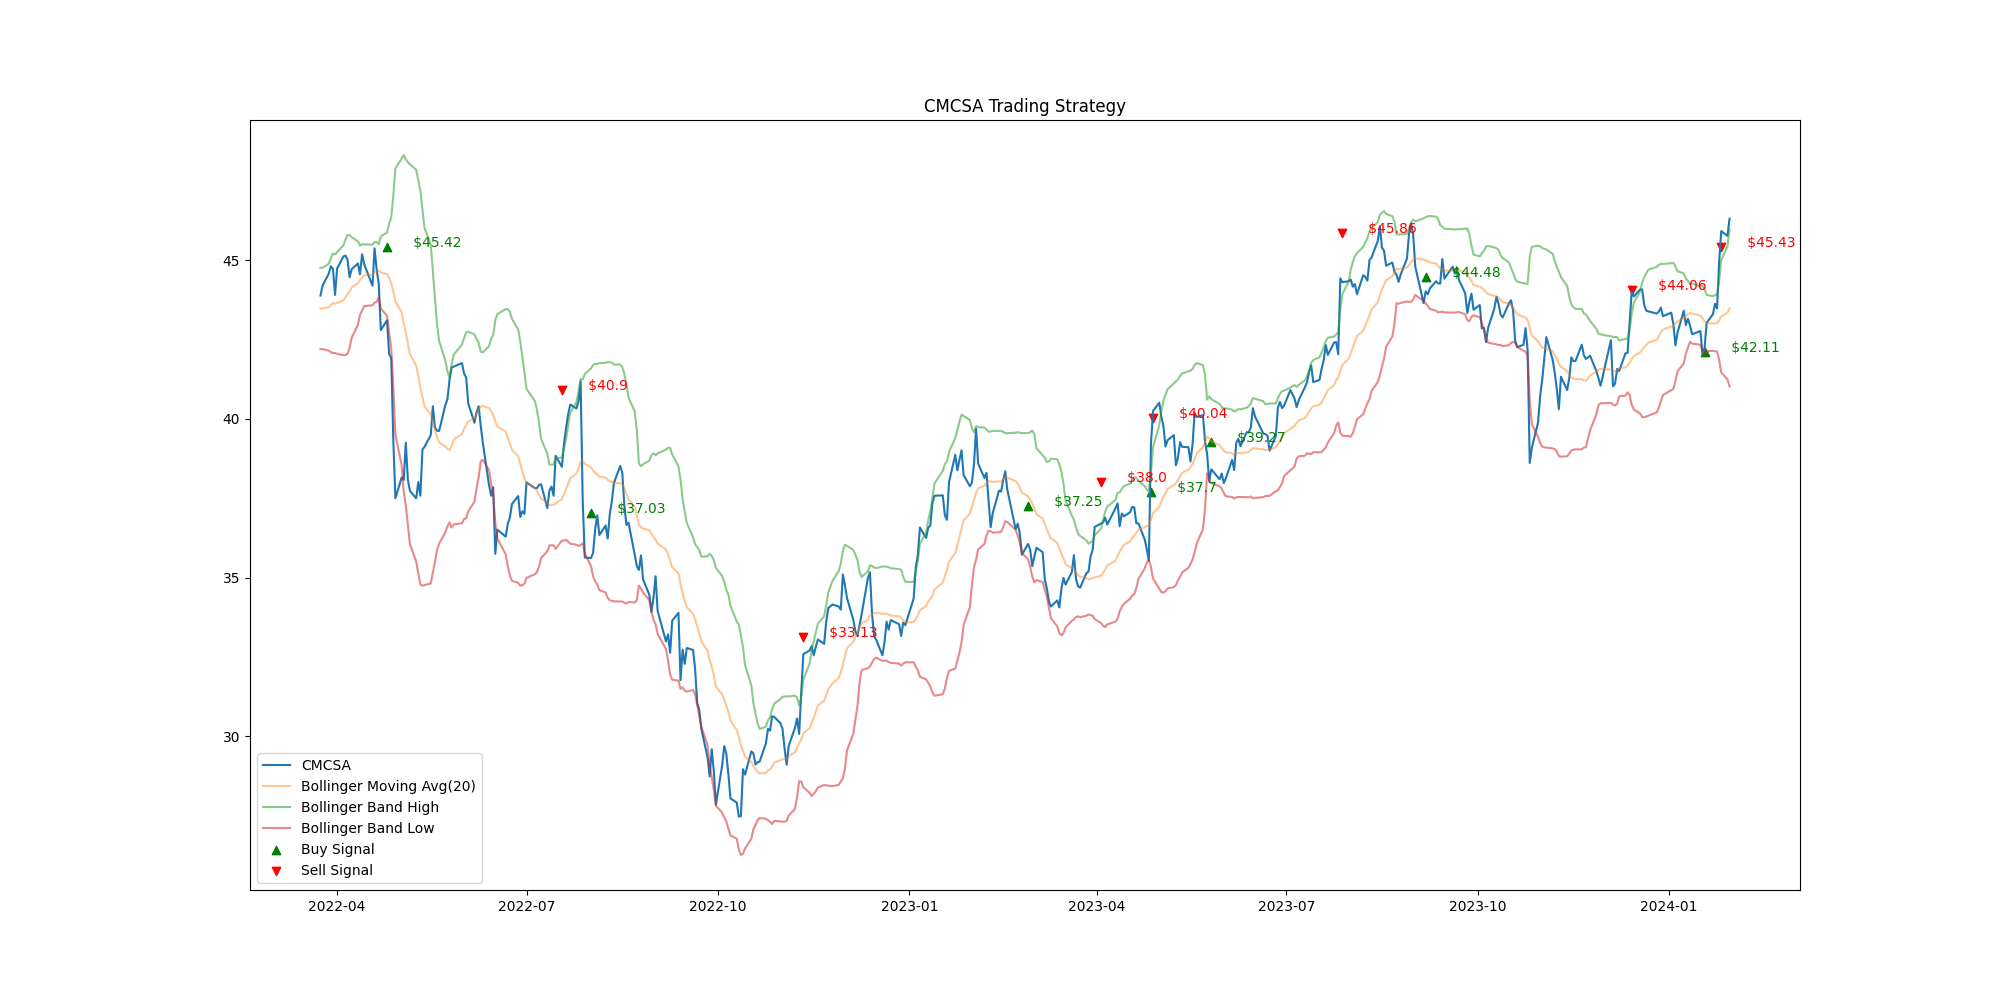 CMCSA Trading Strategy
45
40
35
30
$45.42
$40.9
$37.03
$33.13
$37.25
$38.0
$37.7
$40.04
$39.27
$45.86
$44.48
$44.06
$42.11
$45.43
CMCSA
Bollinger Moving Avg(20)
Bollinger Band High
Bollinger Band Low
Buy Signal
Sell Signal
2022-04 2022-07 2022-10 2023-01 2023-04 2023-07 2023-10 2024-01